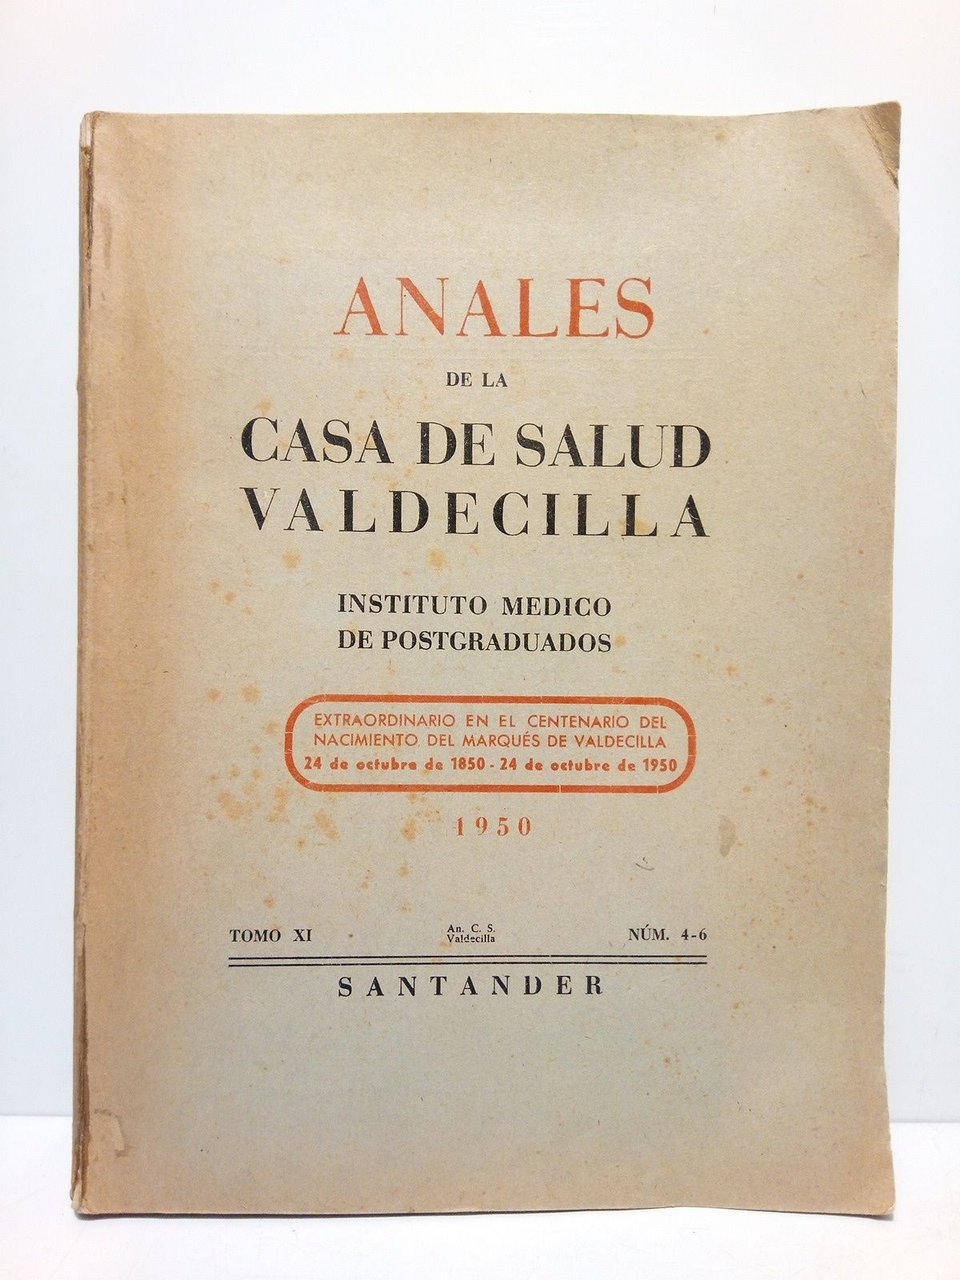 ANALES
DE LA
CASA DE SALUD
VALDECILLA
INSTITUTO MEDICO
DE POSTGRADUADOS
EXTRAORDINARIO EN EL CENTENARIO DEL
NACIMIENTO DEL MARQUÉS DE VALDECILLA
24 de octubre de 1850 - 24 de octubre de 1950
1950
TOMO XI
An. C. S.
Valdecilla
NÚM. 4-6
SANTANDER